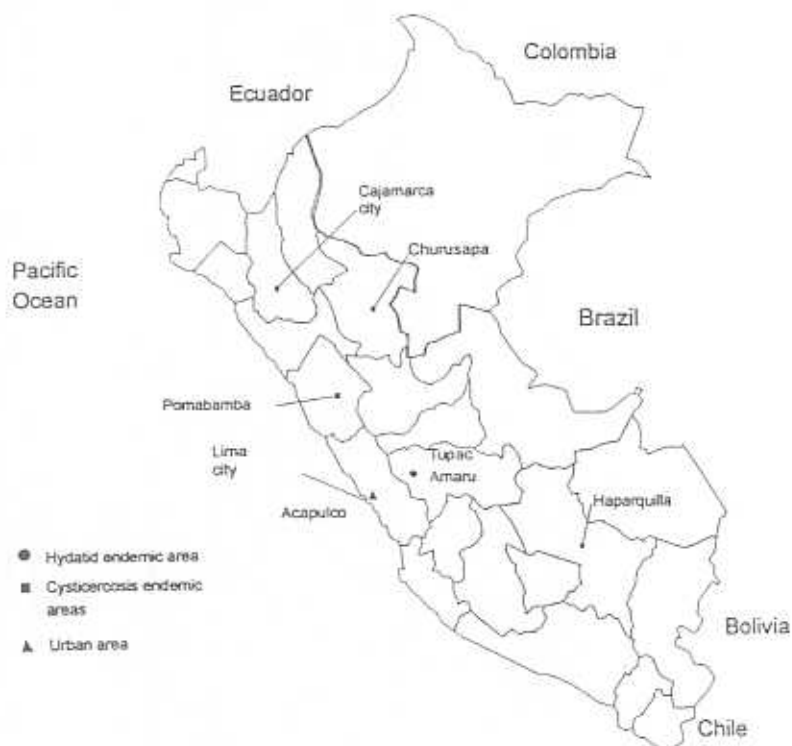 Colombia
Ecuador
Cajamarca
city
Churusapa
Pacific
Ocean
Brazil
Pomabamba
Lima
city
Tupac
Amaru
Haparquilla
Acapulco
Hydatid endemic area
Cysticercosis endemic
areas
Urban area
Bolivia
Chile